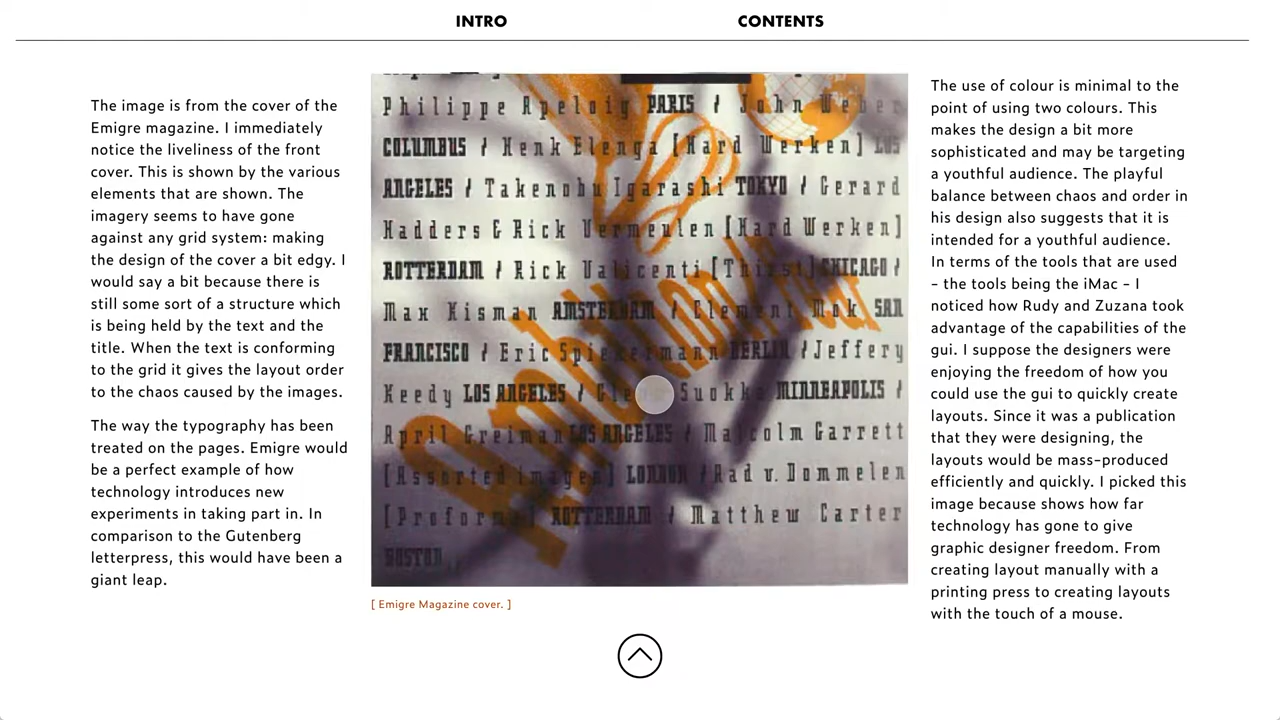 INTRO
CONTENTS
The image is from the cover of the
Emigre magazine. I immediately
notice the liveliness of the front
cover. This is shown by the various
elements that are shown. The
imagery seems to have gone
against any grid system: making
the design of the cover a bit edgy. I
would say a bit because there is
still some sort of a structure which
is being held by the text and the
title. When the text is conforming
to the grid it gives the layout order
to the chaos caused by the images.
The way the typography has been
treated on the pages. Emigre would
be a perfect example of how
technology introduces new
experiments in taking part in. In
comparison to the Gutenberg
letterpress, this would have been a
giant leap.
Philippe Apeloig PARIS / John Weber
COLUMBUS / Henk Elenga [Hard Werken] LOS
ANGELES / Takenobu Igarashi TOKYO / Gerard
Hadders & Rick Vermeulen [Hard Werken]
ROTTERDAM / Rick Valicenti [Thirst] CHICAGO /
Max Kisman AMSTERDAM / Clement Mok SAN
FRANCISCO / Eric Spiekermann BERLIN / Jeffery
Keedy LOS ANGELES / Suokko MINNEAPOLIS /
April Greiman LOS ANGELES / Malcolm Garrett
[Assorted images] LONDON / Rad v. Dommelen
[Proforma] ROTTERDAM / Matthew Carter
BOSTON
Ambition/
[ Emigre Magazine cover. ]
The use of colour is minimal to the
point of using two colours. This
makes the design a bit more
sophisticated and may be targeting
a youthful audience. The playful
balance between chaos and order in
his design also suggests that it is
intended for a youthful audience.
In terms of the tools that are used
– the tools being the iMac – I
noticed how Rudy and Zuzana took
advantage of the capabilities of the
gui. I suppose the designers were
enjoying the freedom of how you
could use the gui to quickly create
layouts. Since it was a publication
that they were designing, the
layouts would be mass-produced
efficiently and quickly. I picked this
image because shows how far
technology has gone to give
graphic designer freedom. From
creating layout manually with a
printing press to creating layouts
with the touch of a mouse.